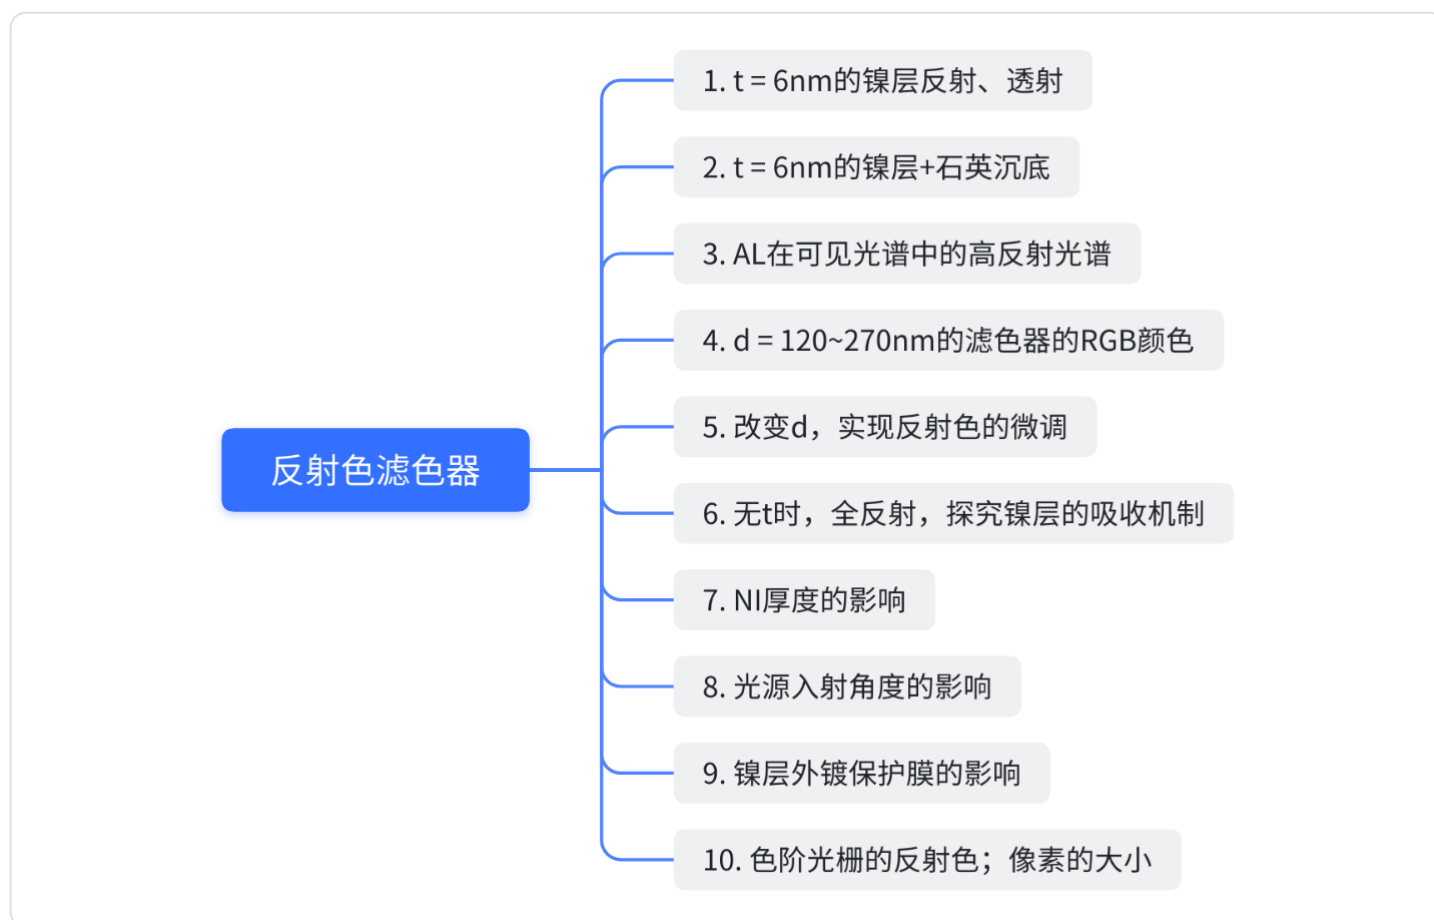 反射色滤色器
1. t = 6nm的镍层反射、透射
2. t = 6nm的镍层+石英沉底
3. AL在可见光谱中的高反射光谱
4. d = 120~270nm的滤色器的RGB颜色
5. 改变d，实现反射色的微调
6. 无t时，全反射，探究镍层的吸收机制
7. NI厚度的影响
8. 光源入射角度的影响
9. 镍层外镀保护膜的影响
10. 色阶光栅的反射色；像素的大小